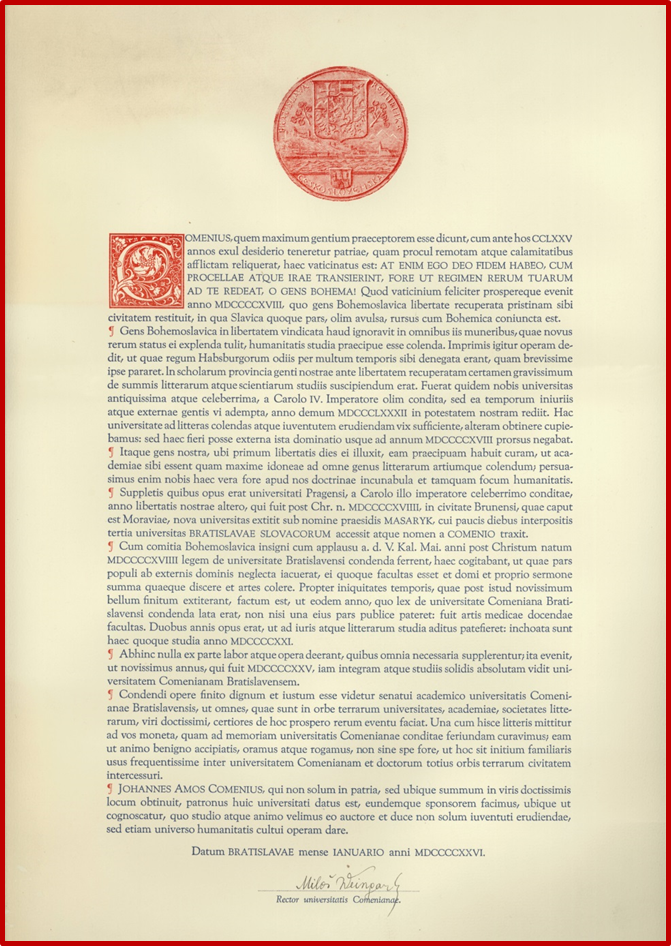 COMENIUS, quem maximum gentium praeceptorem esse dicunt, cum ante hos CCLXXV
annos exul desiderio teneretur patriae, quam procul remotam atque calamitatibus
afflictam reliquerat, haec vaticinatus est: AT ENIM EGO DEO FIDEM HABEO, CUM
PROCELLAE ATQUE IRAE TRANSIERINT, FORE UT REGIMEN RERUM TUARUM
AD TE REDEAT, O GENS BOHEMA! Quod vaticinium feliciter prospereque evenit
anno MDCCCCXVIII, quo gens Bohemoslavica libertate recuperata pristinam sibi
civitatem restituit, in qua Slavica quoque pars, olim avulsa, rursus cum Bohemica coniuncta est.
¶ Gens Bohemoslavica in libertatem vindicata haud ignoravit in omnibus iis muneribus, quae novus
rerum status ei explenda tulit, humanitatis studia praecipue esse colenda. Imprimis igitur operam de-
dit, ut quae regum Habsburgorum odiis per multum temporis sibi denegata erant, quam brevissime
ipse pararet. In scholarum provincia genti nostrae ante libertatem recuperatam certamen gravissimum
de summis litterarum atque scientiarum studiis suscipiendum erat. Fuerat quidem nobis universitas
antiquissima atque celeberrima, a Carolo IV. Imperatore olim condita, sed ea temporum iniuriis
atque externae gentis vi adempta, anno demum MDCCCLXXXII in potestatem nostram rediit. Hac
universitate ad litteras colendas atque iuventutem erudiendam vix sufficiente, alteram obtinere cupie-
bamus: sed haec fieri posse externa ista dominatio usque ad annum MDCCCCXVIII prorsus negabat.
¶ Itaque gens nostra, ubi primum libertatis dies ei illuxit, eam praecipuam habuit curam, ut aca-
demiae sibi essent quam maxime idoneae ad omne genus litterarum artiumque colendum; persua-
simus enim nobis haec vera fore apud nos doctrinae incunabula et tamquam focum humanitatis.
¶ Suppletis quibus opus erat universitati Pragensi, a Carolo illo imperatore celeberrimo conditae,
anno libertatis nostrae altero, qui fuit post Chr. n. MDCCCCXVIIII, in civitate Brunensi, quae caput
est Moraviae, nova universitas extitit sub nomine praesidis MASARYK, cui paucis diebus interpositis
tertia universitas BRATISLAVAE SLOVACORUM accessit atque nomen a COMENIO traxit.
¶ Cum comitia Bohemoslavica insigni cum applausu a. d. V. Kal. Mai. anni post Christum natum
MDCCCCXVIIII legem de universitate Bratislavensi condenda ferrent, haec cogitabant, ut quae pars
populi ab externis dominis neglecta iacuerat, ei quoque facultas esset et domi et proprio sermone
summa quaeque discere et artes colere. Propter iniquitates temporis, quae post istud novissimum
bellum finitum extiterant, factum est, ut eodem anno, quo lex de universitate Comeniana Brati-
slavensi condenda lata erat, non nisi una eius pars publice pateret: fuit artis medicae docendae
facultas. Duobus annis opus erat, ut ad iuris atque litterarum studia aditus patefieret: inchoata sunt
haec quoque studia anno MDCCCCXXI.
¶ Abhinc nulla ex parte labor atque opera deerant, quibus omnia necessaria supplerentur; ita evenit,
ut novissimus annus, qui fuit MDCCCCXXV, iam integram atque studiis solidis absolutam vidit uni-
versitatem Comenianam Bratislavensem.
¶ Condendi opere finito dignum et iustum esse videtur senatui academico universitatis Comeni-
anae Bratislavensis, ut omnes, quae sunt in orbe terrarum universitates, academiae, societates litte-
rarum, viri doctissimi, certiores de hoc prospero rerum eventu faciat. Una cum hisce litteris mittitur
ad vos moneta, quam ad memoriam universitatis Comenianae conditae feriundam curavimus; eam
ut animo benigno accipiatis, oramus atque rogamus, non sine spe fore, ut hoc sit initium familiaris
usus frequentissime inter universitatem Comenianam et doctorum totius orbis terrarum civitatem
intercessuri.
¶ JOHANNES AMOS COMENIUS, qui non solum in patria, sed ubique summum in viris doctissimis
locum obtinuit, patronus huic universitati datus est, eundemque sponsorem facimus, ubique ut
cognoscatur, quo studio atque animo velimus eo auctore et duce non solum iuventuti erudiendae,
sed etiam universo humanitatis cultui operam dare.
Datum BRATISLAVAE mense IANUARIO anni MDCCCCXXVI.
Miloš Weingart
Rector universitatis Comenianae.